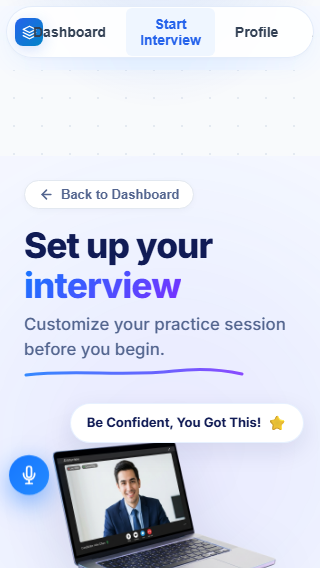 Dashboard
Start
Interview
Profile
Back to Dashboard
Set up your
interview
Customize your practice session
before you begin.
Be Confident, You Got This!